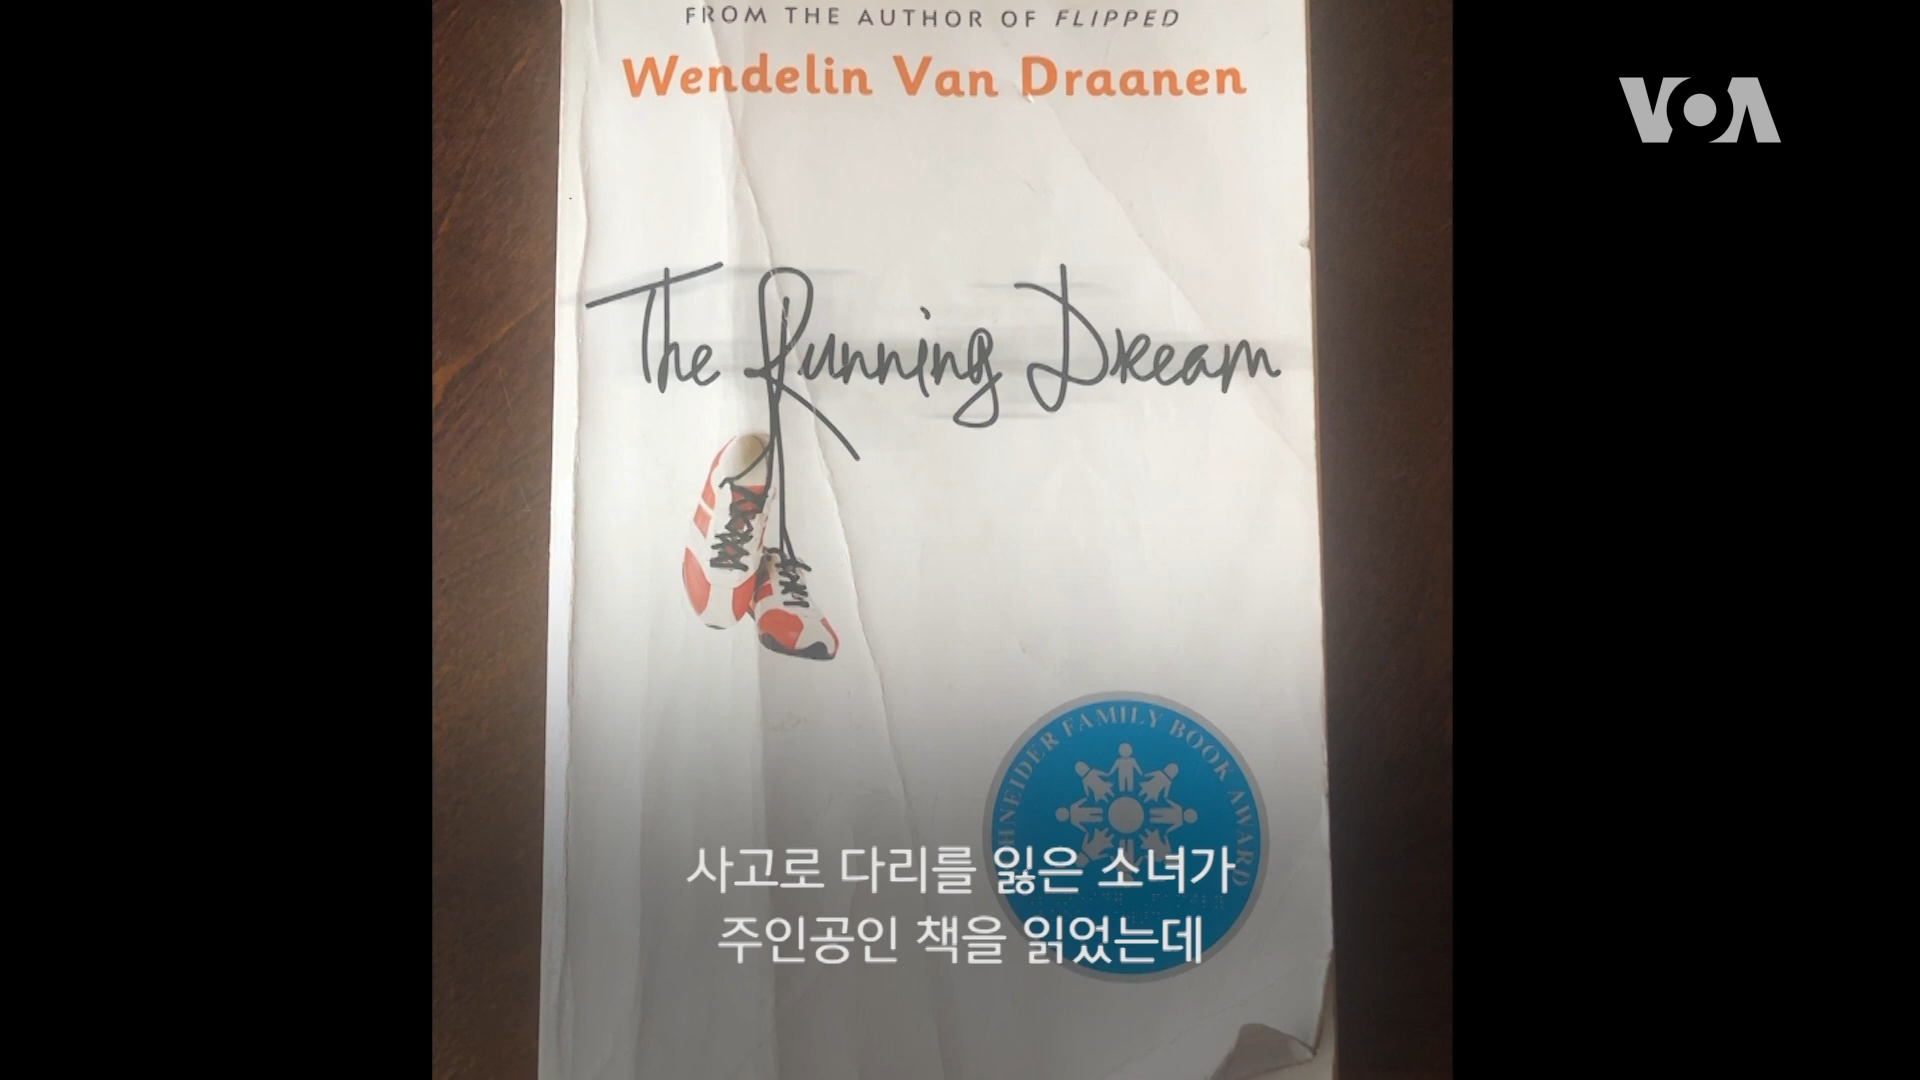 FROM THE AUTHOR OF FLIPPED
Wendelin Van Draanen
VOA
The Running Dream
HNEIDER FAMILY BOOK AWARD
사고로 다리를 잃은 소녀가
주인공인 책을 읽었는데